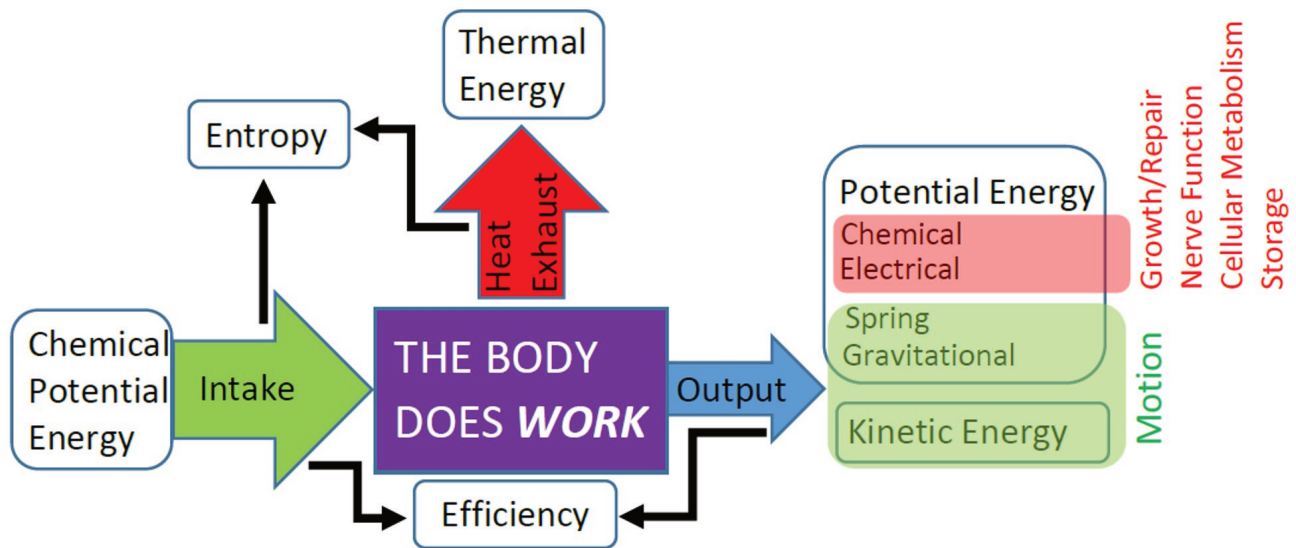 Thermal
Energy
Entropy
Heat
Exhaust
Chemical
Potential
Energy
Intake
THE BODY
DOES WORK
Output
Efficiency
Potential Energy
Chemical
Electrical
Spring
Gravitational
Kinetic Energy
Growth/Repair
Nerve Function
Cellular Metabolism
Storage
Motion